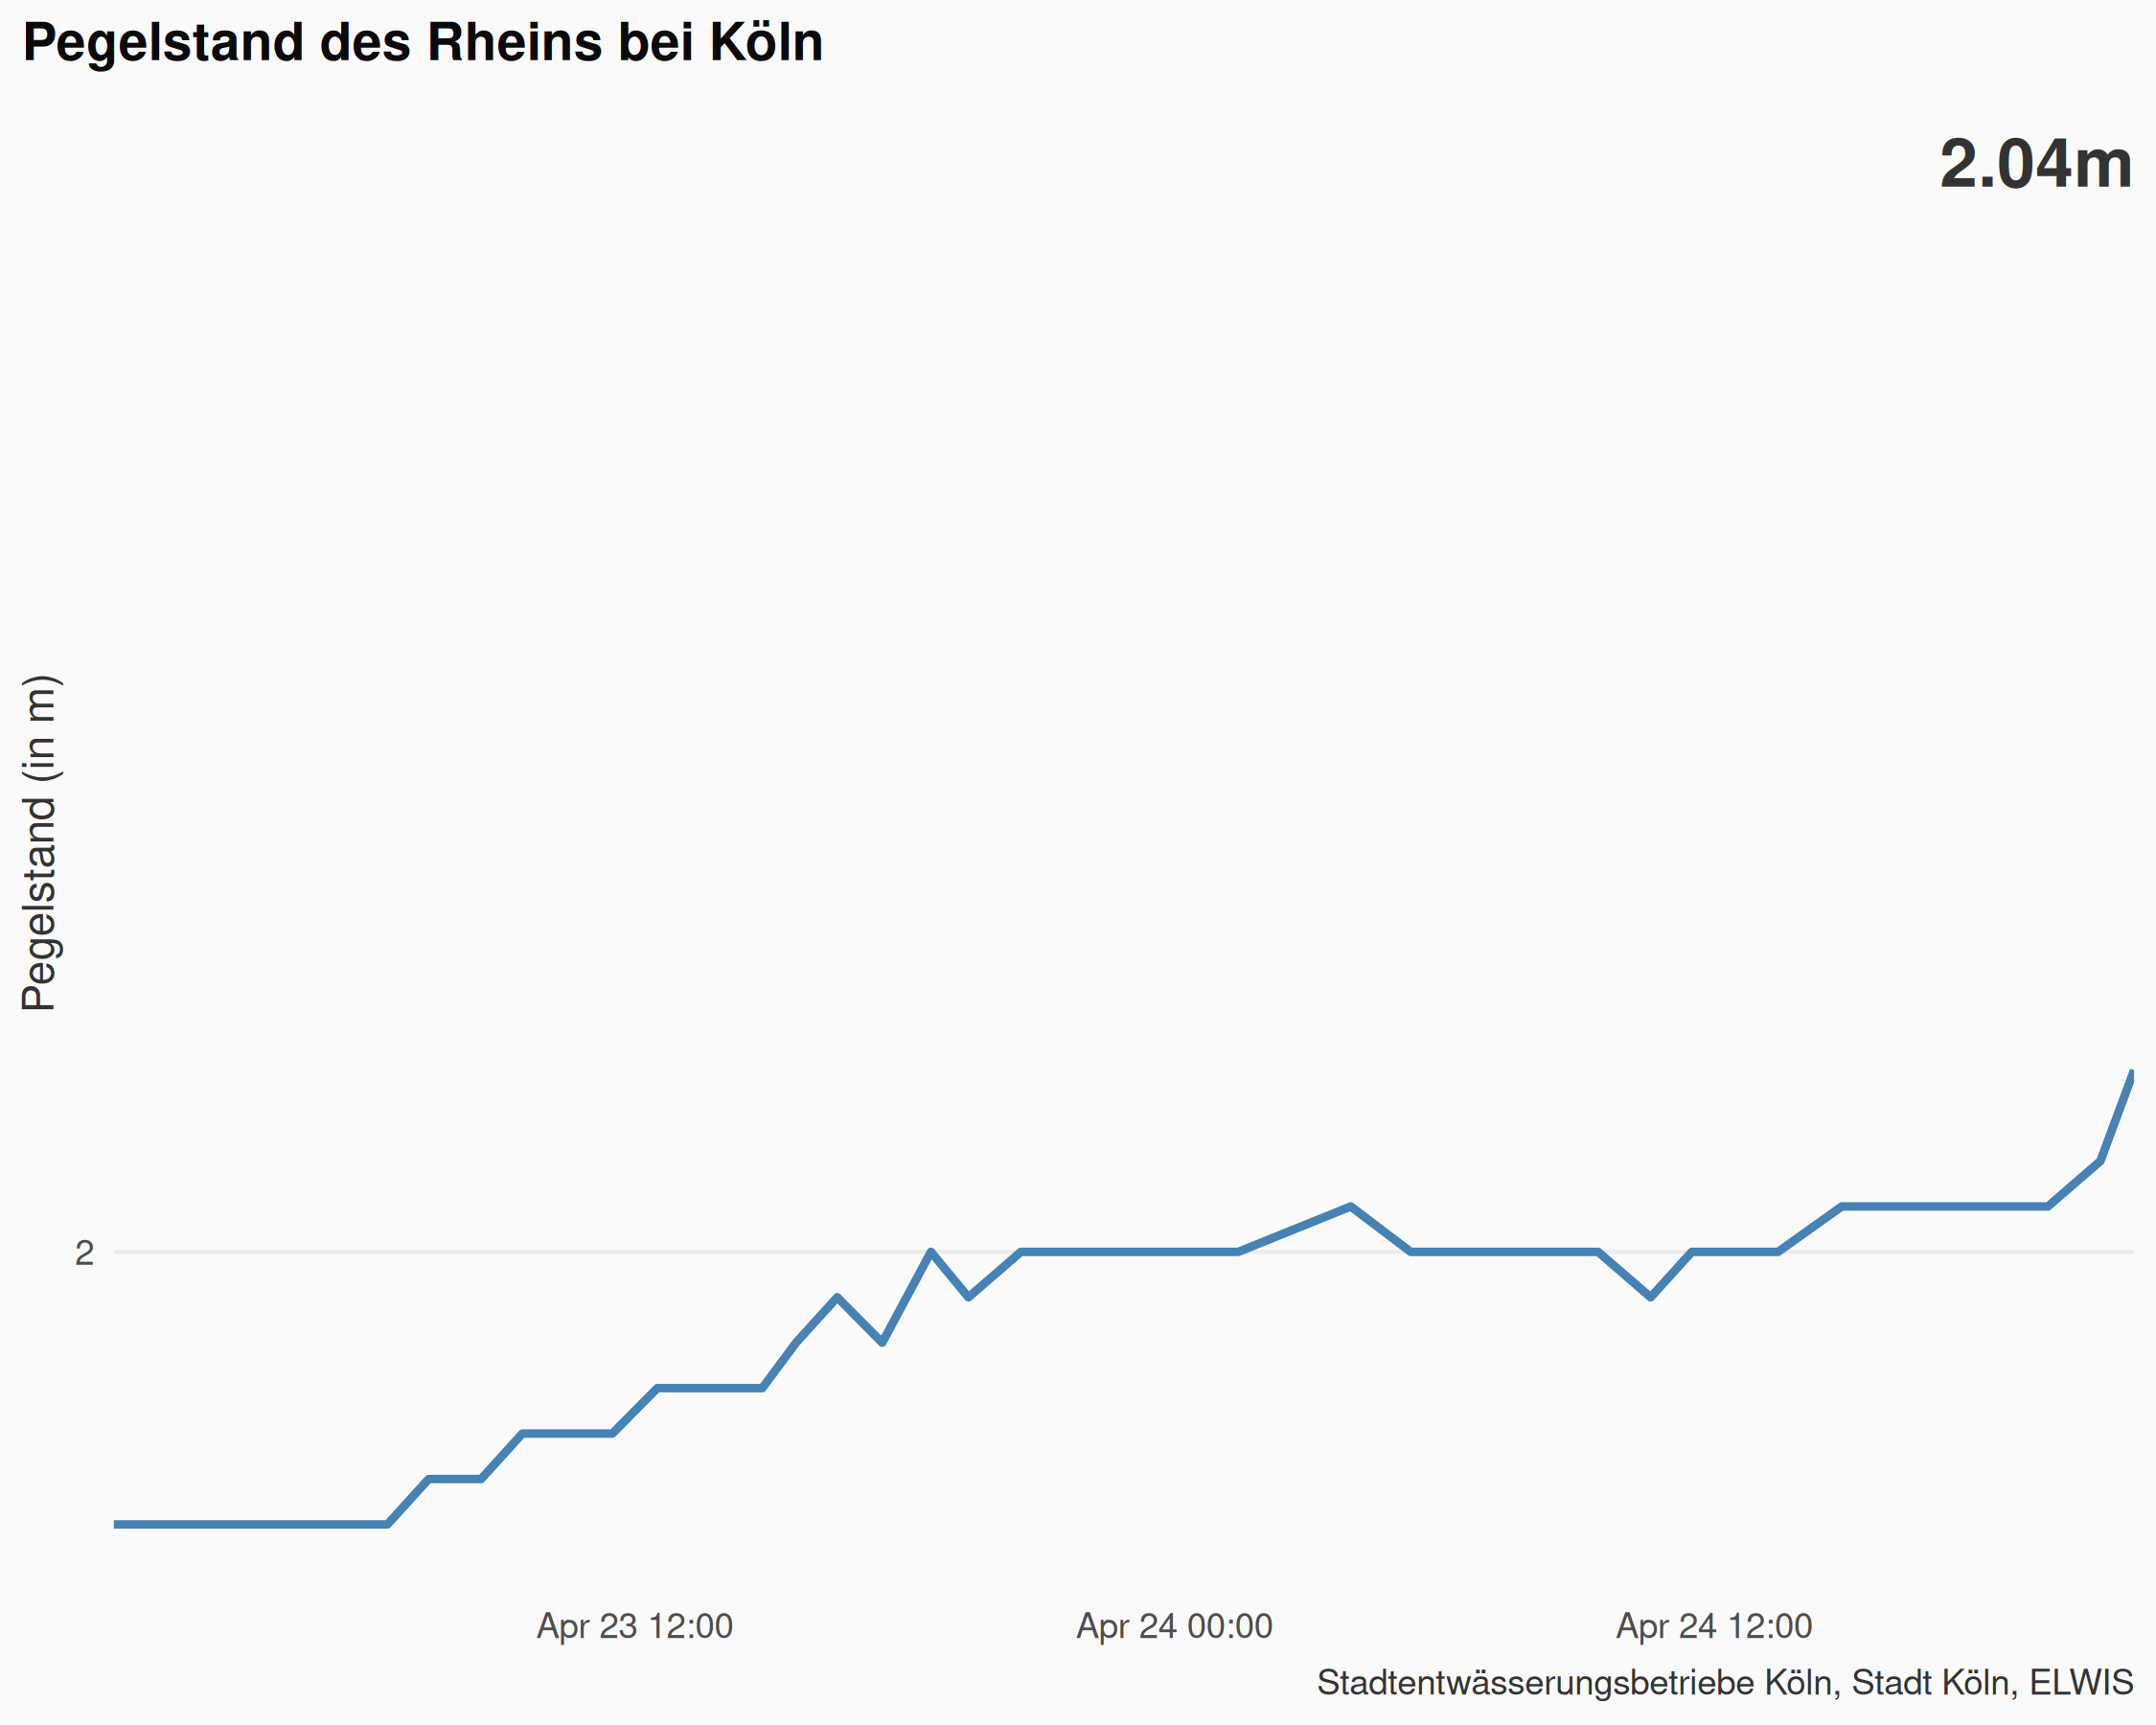 Pegelstand des Rheins bei Köln
2.04m
Pegelstand (in m)
2
Apr 23 12:00
Apr 24 00:00
Apr 24 12:00
Stadtentwässerungsbetriebe Köln, Stadt Köln, ELWIS